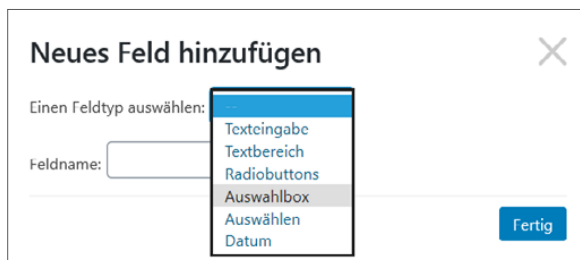 Neues Feld hinzufügen
Einen Feldtyp auswählen: --
Texteingabe
Textbereich
Feldname:
Radiobuttons
Auswahlbox
Auswählen
Fertig
Datum